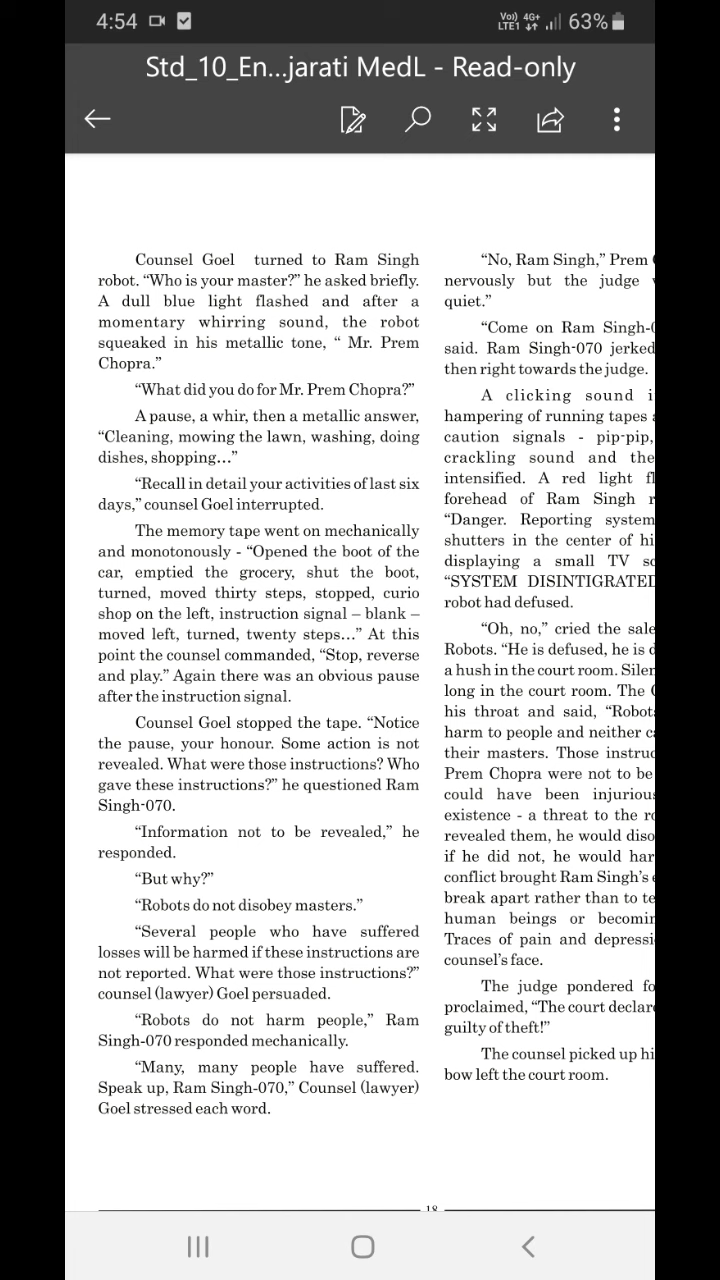 4:54
Vo) 4G+
LTE1
63%
Std_10_En...jarati MedL - Read-only
Counsel Goel turned to Ram Singh
robot. “Who is your master?” he asked briefly.
A dull blue light flashed and after a
momentary whirring sound, the robot
squeaked in his metallic tone, “ Mr. Prem
Chopra.”
“What did you do for Mr. Prem Chopra?”
A pause, a whir, then a metallic answer,
“Cleaning, mowing the lawn, washing, doing
dishes, shopping...”
“Recall in detail your activities of last six
days,” counsel Goel interrupted.
The memory tape went on mechanically
and monotonously - “Opened the boot of the
car, emptied the grocery, shut the boot,
turned, moved thirty steps, stopped, curio
shop on the left, instruction signal – blank –
moved left, turned, twenty steps...” At this
point the counsel commanded, “Stop, reverse
and play.” Again there was an obvious pause
after the instruction signal.
Counsel Goel stopped the tape. “Notice
the pause, your honour. Some action is not
revealed. What were those instructions? Who
gave these instructions?” he questioned Ram
Singh-070.
“Information not to be revealed,” he
responded.
“But why?”
“Robots do not disobey masters.”
“Several people who have suffered
losses will be harmed if these instructions are
not reported. What were those instructions?”
counsel (lawyer) Goel persuaded.
“Robots do not harm people,” Ram
Singh-070 responded mechanically.
“Many, many people have suffered.
Speak up, Ram Singh-070,” Counsel (lawyer)
Goel stressed each word.
“No, Ram Singh,” Prem
nervously but the judge
quiet.”
“Come on Ram Singh-
said. Ram Singh-070 jerked
then right towards the judge.
A clicking sound
hampering of running tapes
caution signals - pip-pip,
crackling sound and the
intensified. A red light
forehead of Ram Singh
“Danger. Reporting system
shutters in the center of
displaying a small TV
“SYSTEM DISINTIGRATED
robot had defused.
“Oh, no,” cried the
Robots. “He is defused, he is
a hush in the court room.
long in the court room. The
his throat and said,
harm to people and neither
their masters. Those
Prem Chopra were not to be
could have been
existence - a threat to the
revealed them, he would
if he did not, he would
conflict brought Ram Singh’s
break apart rather than to
human beings or
Traces of pain and
counsel’s face.
The judge pondered
proclaimed, “The court
guilty of theft!”
The counsel picked up
bow left the court room.
18